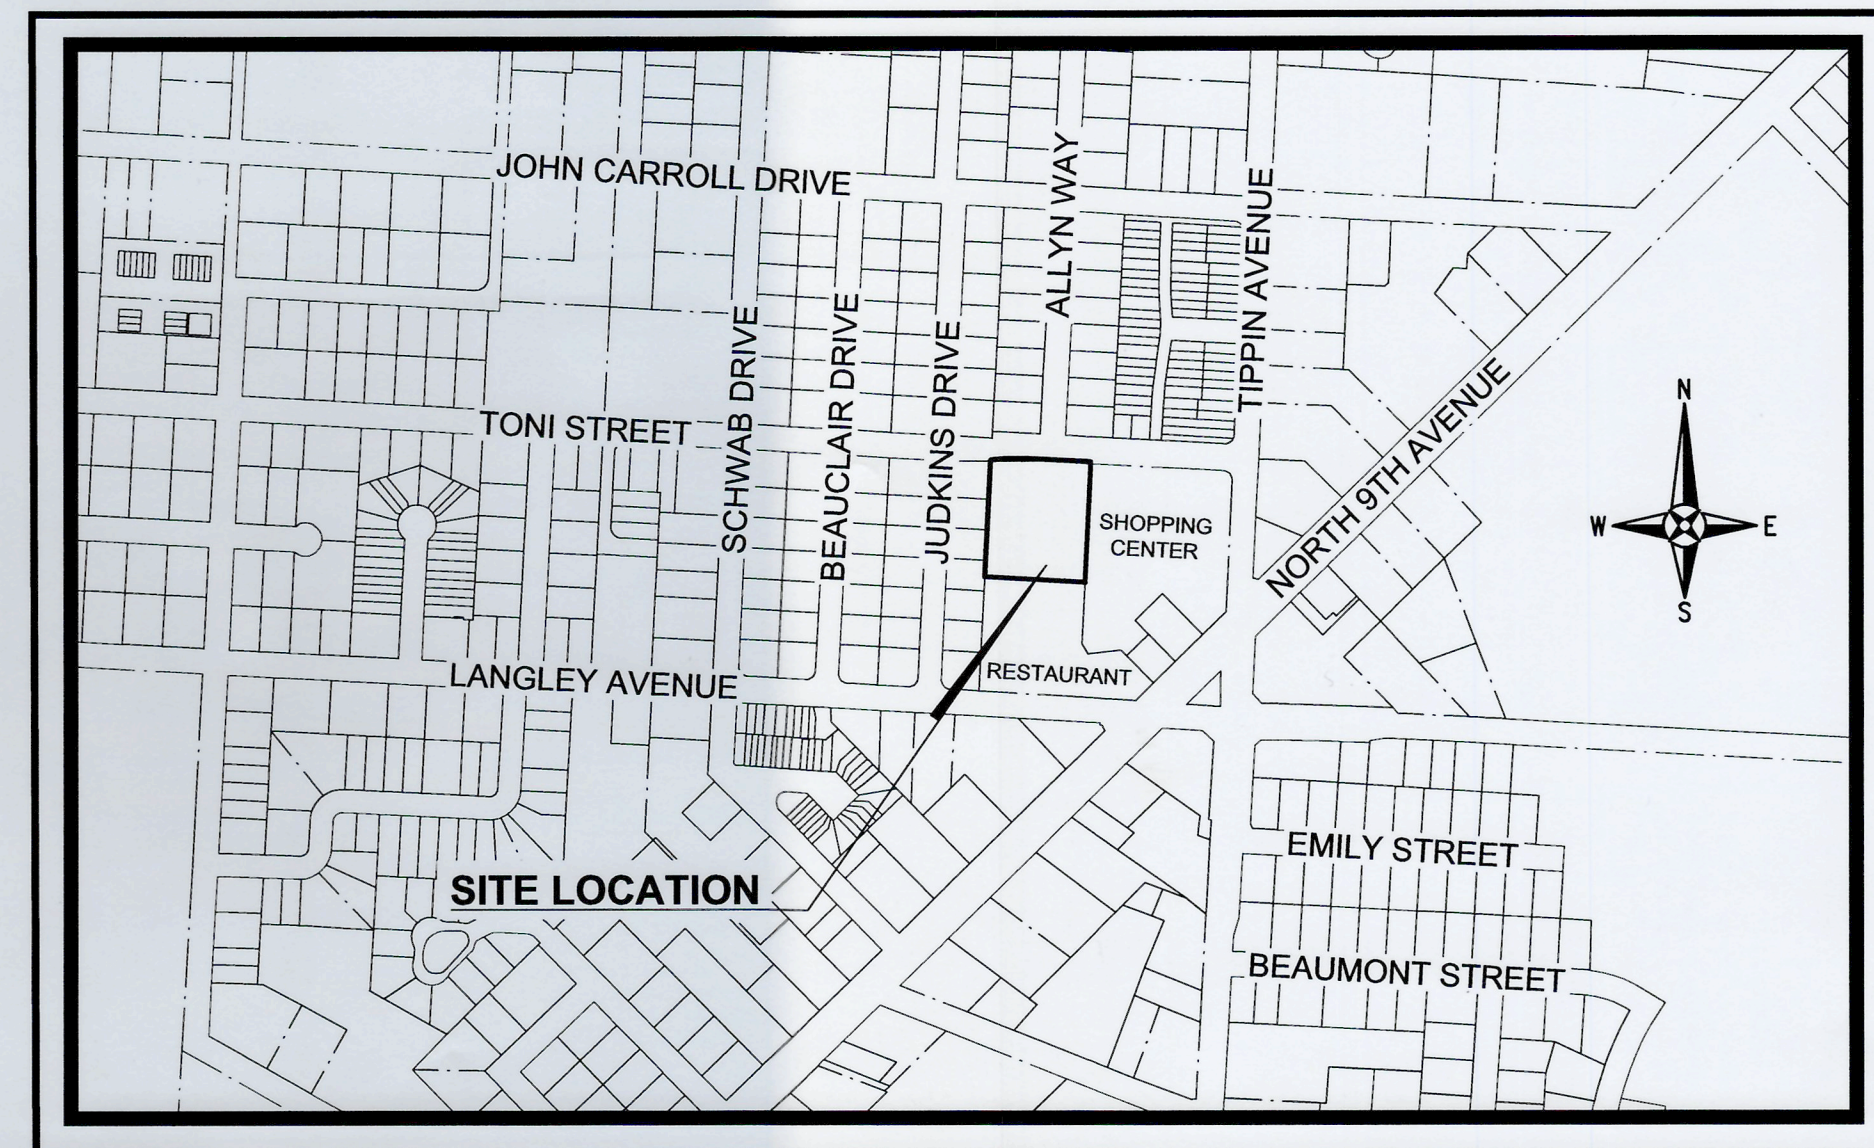 JOHN CARROLL DRIVE
ALLYN WAY
TIPPIN AVENUE
SCHWAB DRIVE
BEAUCLAIR DRIVE
JUDKINS DRIVE
TONI STREET
NORTH 9TH AVENUE
N
W
E
S
SHOPPING
CENTER
RESTAURANT
LANGLEY AVENUE
EMILY STREET
SITE LOCATION
BEAUMONT STREET